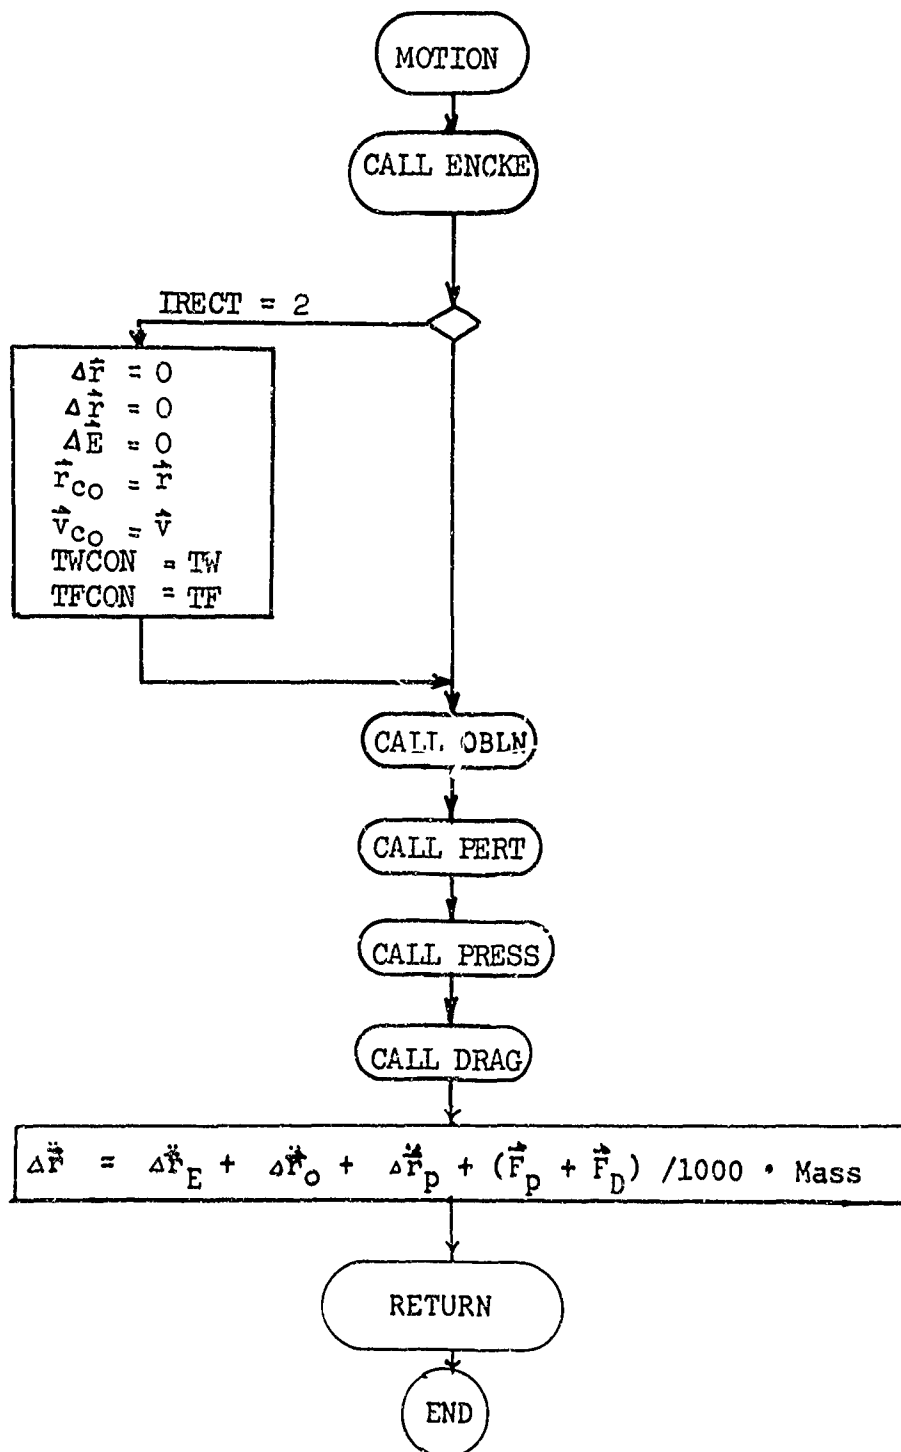 MOTION
CALL ENCKE
IRECT = 2
Δr⃗ = 0
Δr⃗̇ = 0
ΔE⃗ = 0
r⃗co = r⃗
v⃗co = v⃗
TWCON = TW
TFCON = TF
CALL OBLN
CALL PERT
CALL PRESS
CALL DRAG
Δr⃗̈ = Δr⃗̈E + Δr⃗̈o + Δr⃗̈p + (F⃗p + F⃗D) /1000 · Mass
RETURN
END